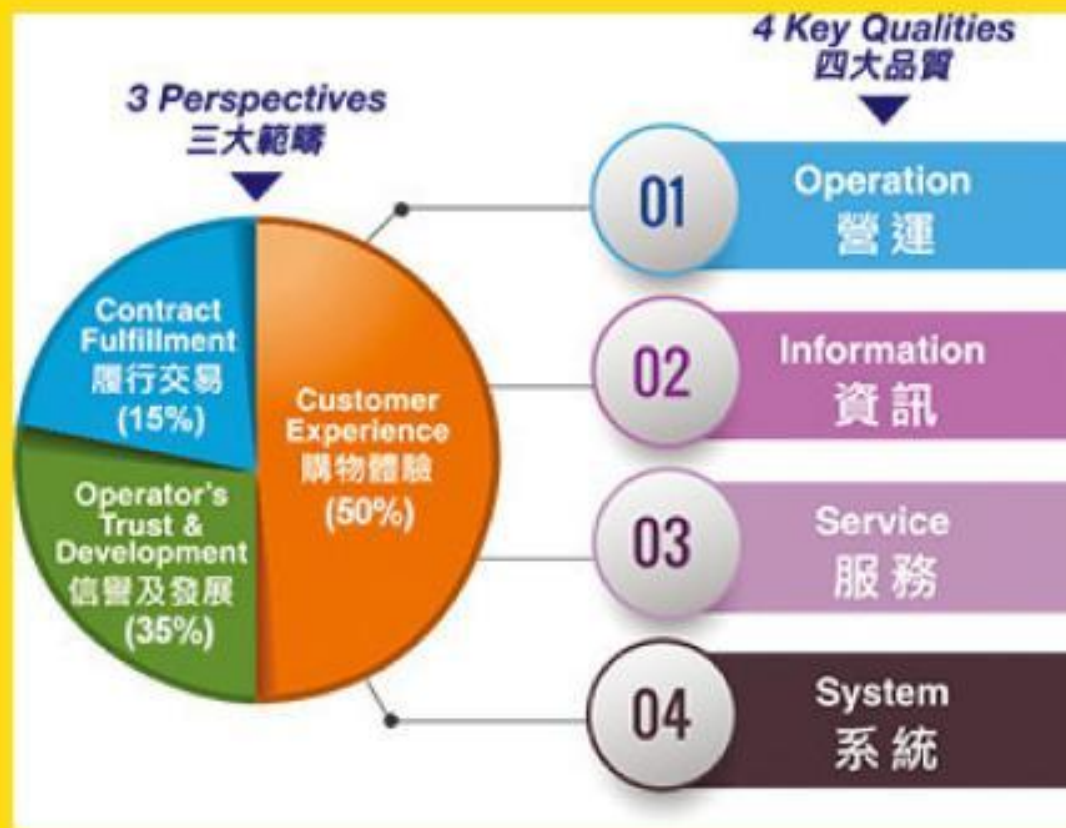 3 Perspectives
三大範疇
Contract
Fulfillment
履行交易
(15%)
Operator's
Trust &
Development
信譽及發展
(35%)
Customer
Experience
購物體驗
(50%)
4 Key Qualities
四大品質
01
Operation
營運
02
Information
資訊
03
Service
服務
04
System
系統